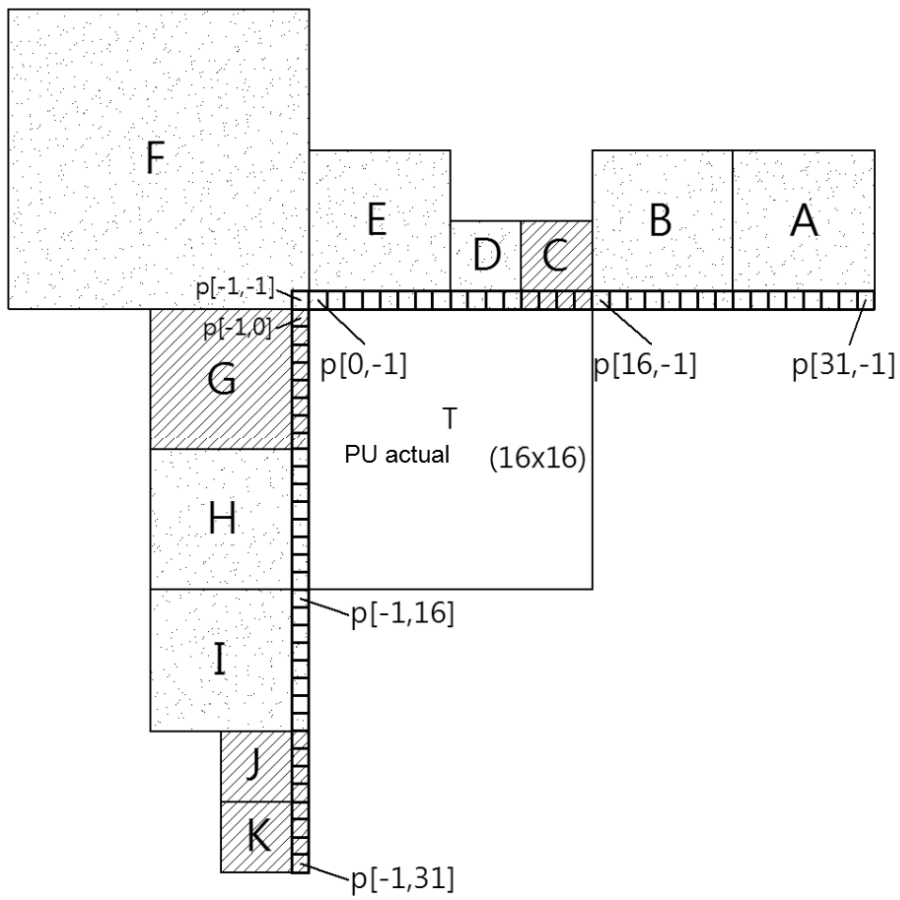 F
E
B
A
D
C
p[-1,-1]
p[-1,0]
p[0,-1]
p[16,-1]
p[31,-1]
G
T
PU actual (16x16)
H
p[-1,16]
I
J
K
p[-1,31]